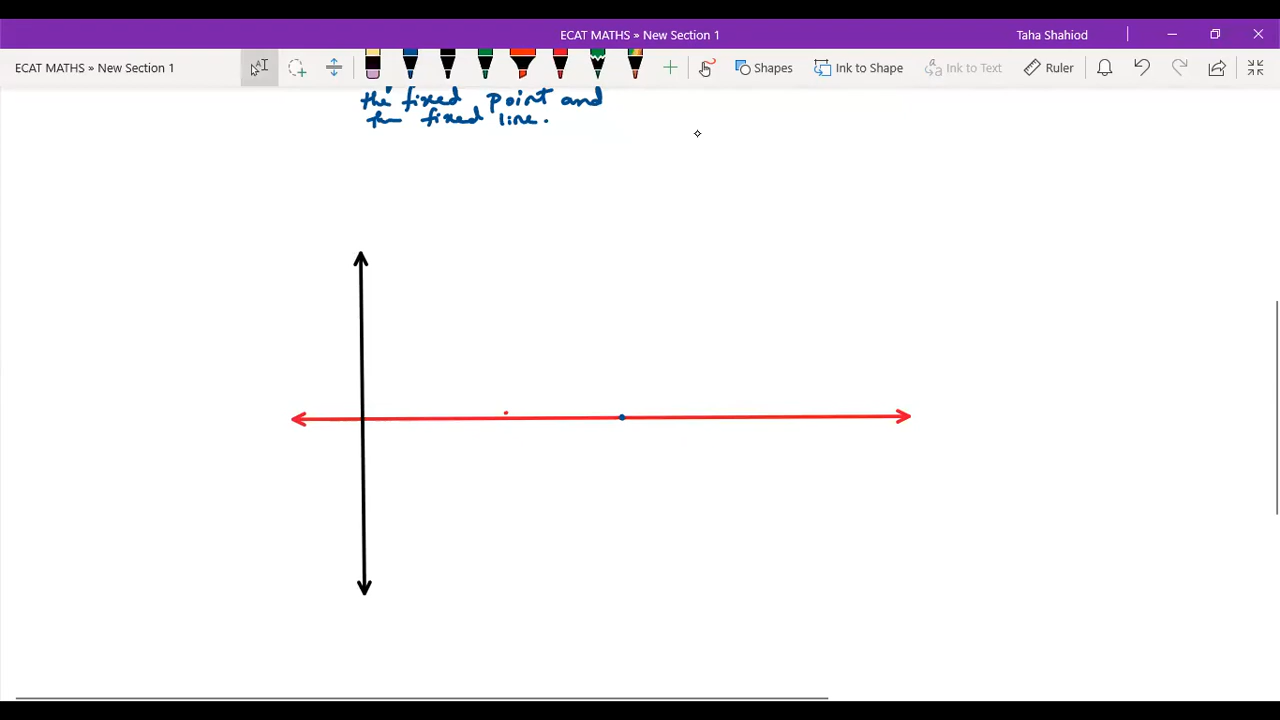 ECAT MATHS » New Section 1
Taha Shahiod
ECAT MATHS » New Section 1
Shapes
Ink to Shape
Ink to Text
Ruler
the fixed point and
the fixed line.